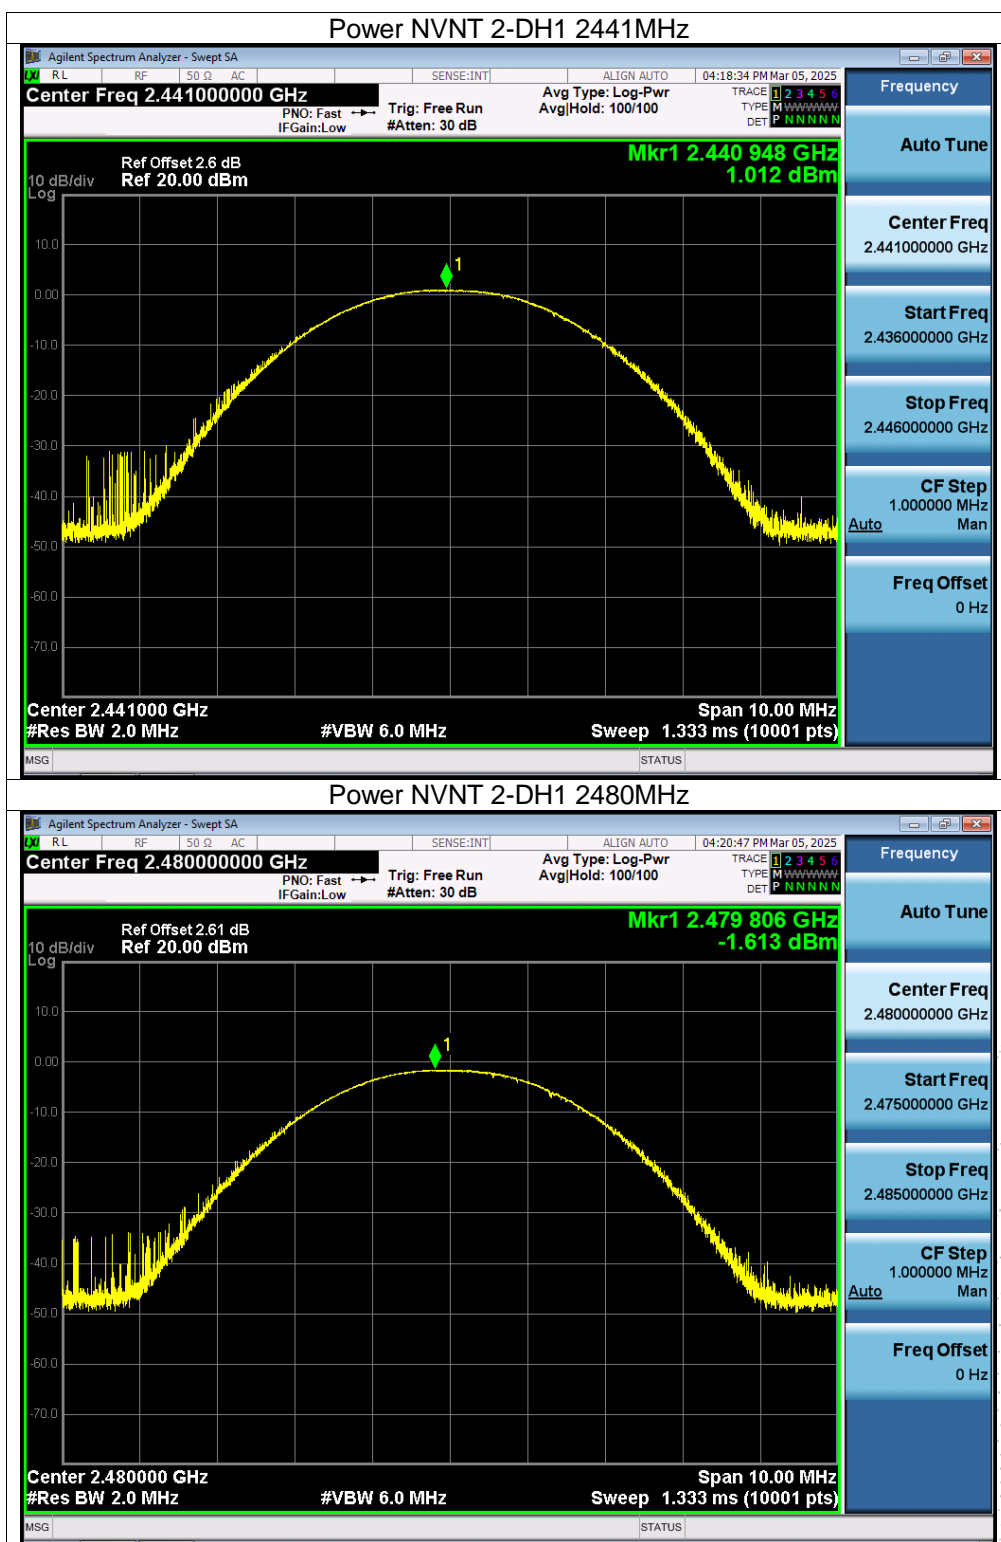 Power NVNT 2-DH1 2441MHz
Agilent Spectrum Analyzer - Swept SA
LXI RL RF 50 Ω AC SENSE:INT ALIGN AUTO 04:18:34 PM Mar 05, 2025
Center Freq 2.441000000 GHz
PNO: Fast
IFGain:Low
Trig: Free Run
#Atten: 30 dB
Avg Type: Log-Pwr
Avg|Hold: 100/100
TRACE 1 2 3 4 5 6
TYPE M WWWWW
DET P N N N N N
Frequency
Auto Tune
Center Freq
2.441000000 GHz
Start Freq
2.436000000 GHz
Stop Freq
2.446000000 GHz
CF Step
1.000000 MHz
Auto Man
Freq Offset
0 Hz
Mkr1 2.440 948 GHz
1.012 dBm
Ref Offset 2.6 dB
10 dB/div Ref 20.00 dBm
Log
10.0
0.00
-10.0
-20.0
-30.0
-40.0
-50.0
-60.0
-70.0
1
Center 2.441000 GHz Span 10.00 MHz
#Res BW 2.0 MHz #VBW 6.0 MHz Sweep 1.333 ms (10001 pts)
MSG STATUS
Power NVNT 2-DH1 2480MHz
Agilent Spectrum Analyzer - Swept SA
LXI RL RF 50 Ω AC SENSE:INT ALIGN AUTO 04:20:47 PM Mar 05, 2025
Center Freq 2.480000000 GHz
PNO: Fast
IFGain:Low
Trig: Free Run
#Atten: 30 dB
Avg Type: Log-Pwr
Avg|Hold: 100/100
TRACE 1 2 3 4 5 6
TYPE M WWWWW
DET P N N N N N
Frequency
Auto Tune
Center Freq
2.480000000 GHz
Start Freq
2.475000000 GHz
Stop Freq
2.485000000 GHz
CF Step
1.000000 MHz
Auto Man
Freq Offset
0 Hz
Mkr1 2.479 806 GHz
-1.613 dBm
Ref Offset 2.61 dB
10 dB/div Ref 20.00 dBm
Log
10.0
0.00
-10.0
-20.0
-30.0
-40.0
-50.0
-60.0
-70.0
1
Center 2.480000 GHz Span 10.00 MHz
#Res BW 2.0 MHz #VBW 6.0 MHz Sweep 1.333 ms (10001 pts)
MSG STATUS